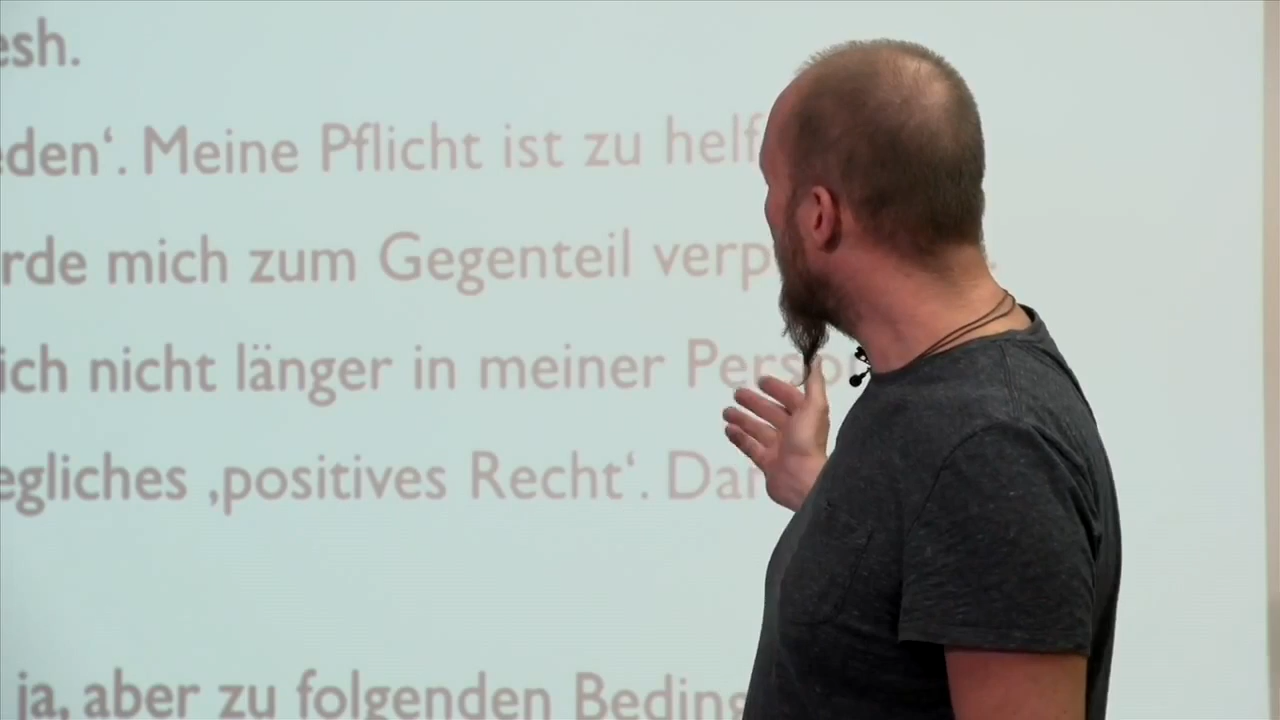 esh.
eden‘. Meine Pflicht ist zu helf
rde mich zum Gegenteil verp
ich nicht länger in meiner Perso
egliches ‚positives Recht‘. Dar
ja, aber zu folgenden Beding